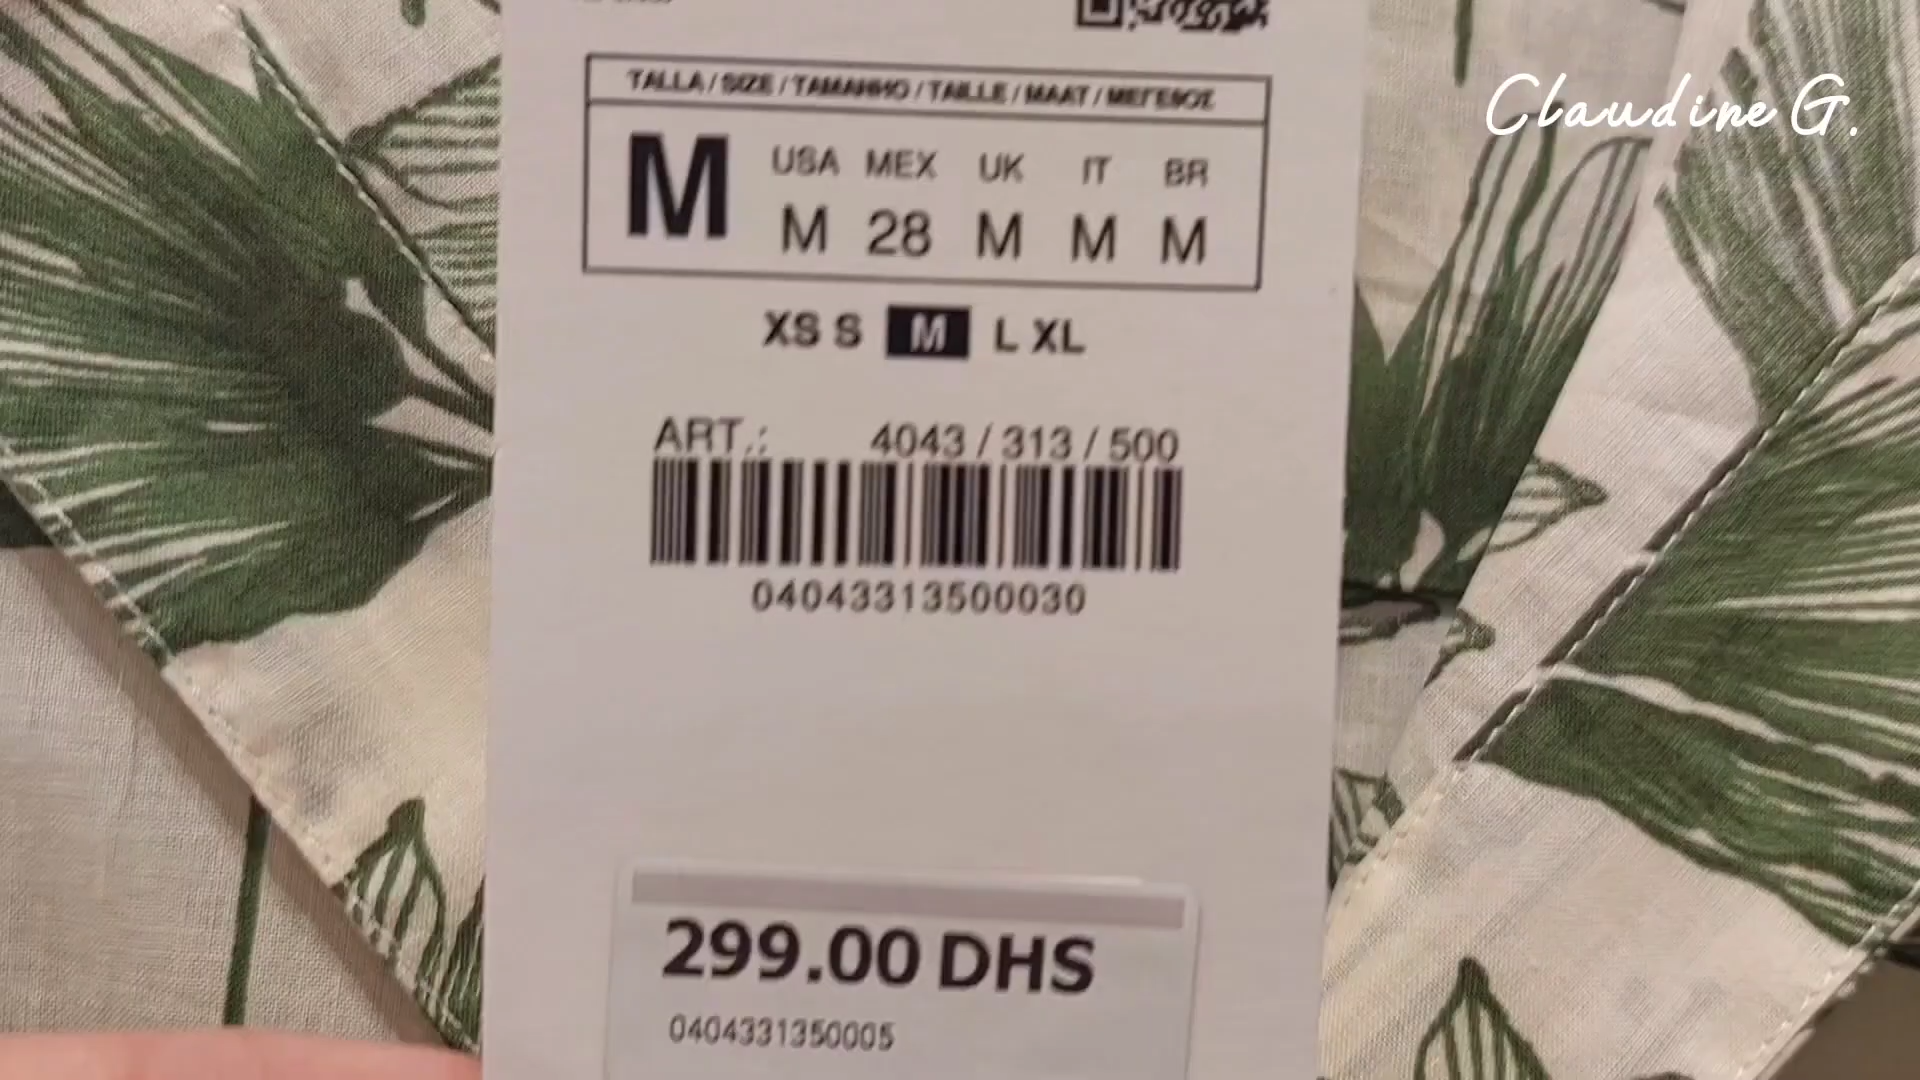 Claudine G.
TALLA / SIZE / TAMANHO / TAILLE / MAAT / ΜΕΓΕΘΟΣ
M
USA MEX UK IT BR
M 28 M M M
XS S M L XL
ART.: 4043 / 313 / 500
04043313500030
299.00 DHS
0404331350005